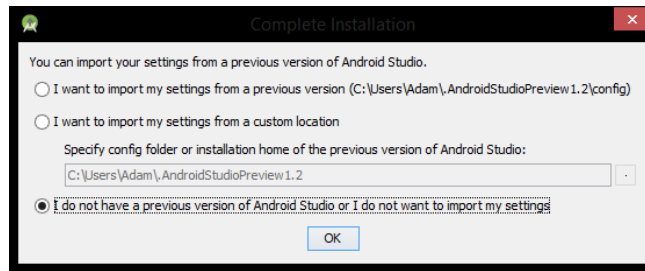 Complete Installation
You can import your settings from a previous version of Android Studio.
I want to import my settings from a previous version (C:\Users\Adam\.AndroidStudioPreview1.2\config)
I want to import my settings from a custom location
Specify config folder or installation home of the previous version of Android Studio:
C:\Users\Adam\.AndroidStudioPreview1.2
.
I do not have a previous version of Android Studio or I do not want to import my settings
OK